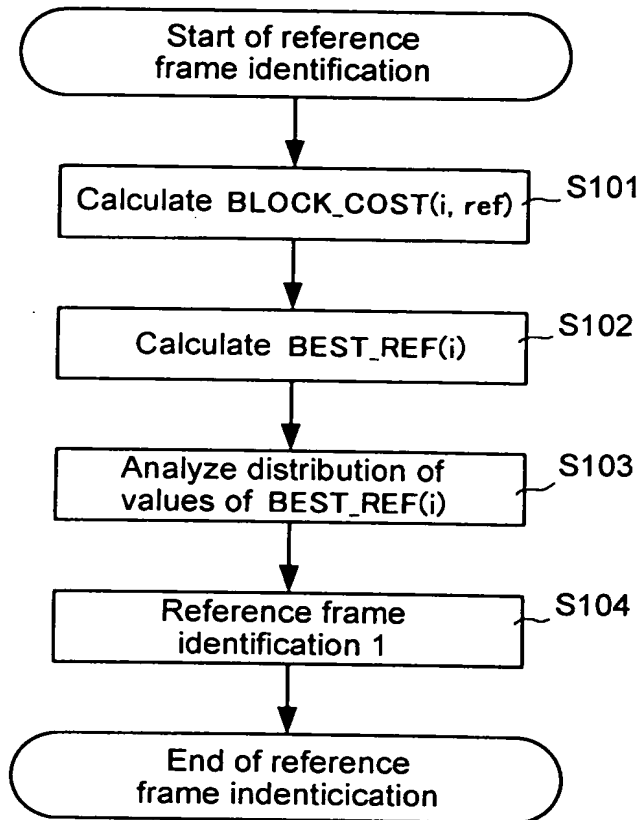 Start of reference
frame identification
Calculate BLOCK_COST(i, ref)
S101
Calculate BEST_REF(i)
S102
Analyze distribution of
values of BEST_REF(i)
S103
Reference frame
identification 1
S104
End of reference
frame indenticication